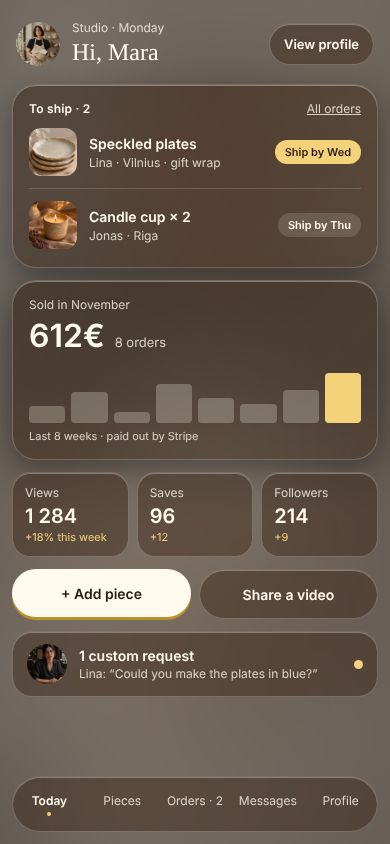 Studio · Monday
Hi, Mara
View profile
To ship · 2
All orders
Speckled plates
Lina · Vilnius · gift wrap
Ship by Wed
Candle cup × 2
Jonas · Riga
Ship by Thu
Sold in November
612€ 8 orders
Last 8 weeks · paid out by Stripe
Views
1 284
+18% this week
Saves
96
+12
Followers
214
+9
+ Add piece
Share a video
1 custom request
Lina: “Could you make the plates in blue?”
Today
Pieces
Orders · 2
Messages
Profile